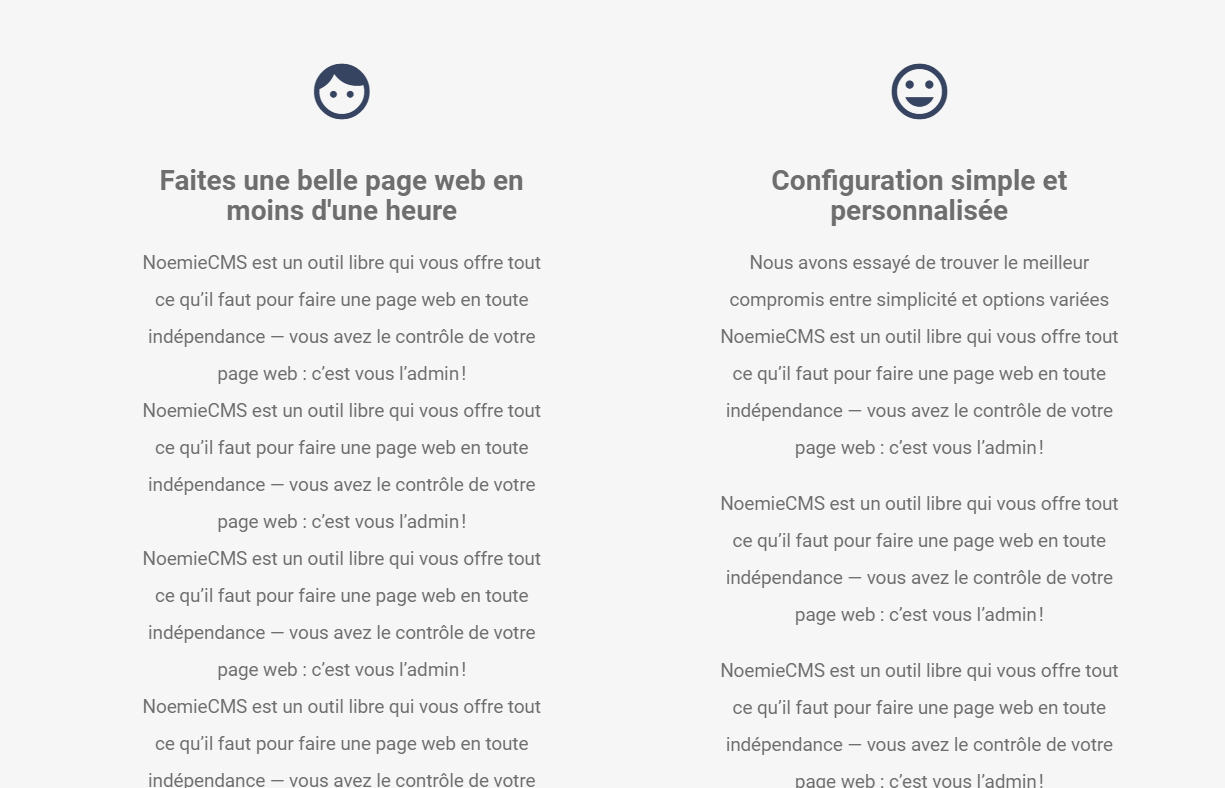 Faites une belle page web en
moins d'une heure
NoemieCMS est un outil libre qui vous offre tout
ce qu’il faut pour faire une page web en toute
indépendance — vous avez le contrôle de votre
page web : c’est vous l’admin !
NoemieCMS est un outil libre qui vous offre tout
ce qu’il faut pour faire une page web en toute
indépendance — vous avez le contrôle de votre
page web : c’est vous l’admin !
NoemieCMS est un outil libre qui vous offre tout
ce qu’il faut pour faire une page web en toute
indépendance — vous avez le contrôle de votre
page web : c’est vous l’admin !
NoemieCMS est un outil libre qui vous offre tout
ce qu’il faut pour faire une page web en toute
indépendance — vous avez le contrôle de votre
Configuration simple et
personnalisée
Nous avons essayé de trouver le meilleur
compromis entre simplicité et options variées
NoemieCMS est un outil libre qui vous offre tout
ce qu’il faut pour faire une page web en toute
indépendance — vous avez le contrôle de votre
page web : c’est vous l’admin !
NoemieCMS est un outil libre qui vous offre tout
ce qu’il faut pour faire une page web en toute
indépendance — vous avez le contrôle de votre
page web : c’est vous l’admin !
NoemieCMS est un outil libre qui vous offre tout
ce qu’il faut pour faire une page web en toute
indépendance — vous avez le contrôle de votre
page web : c’est vous l’admin !